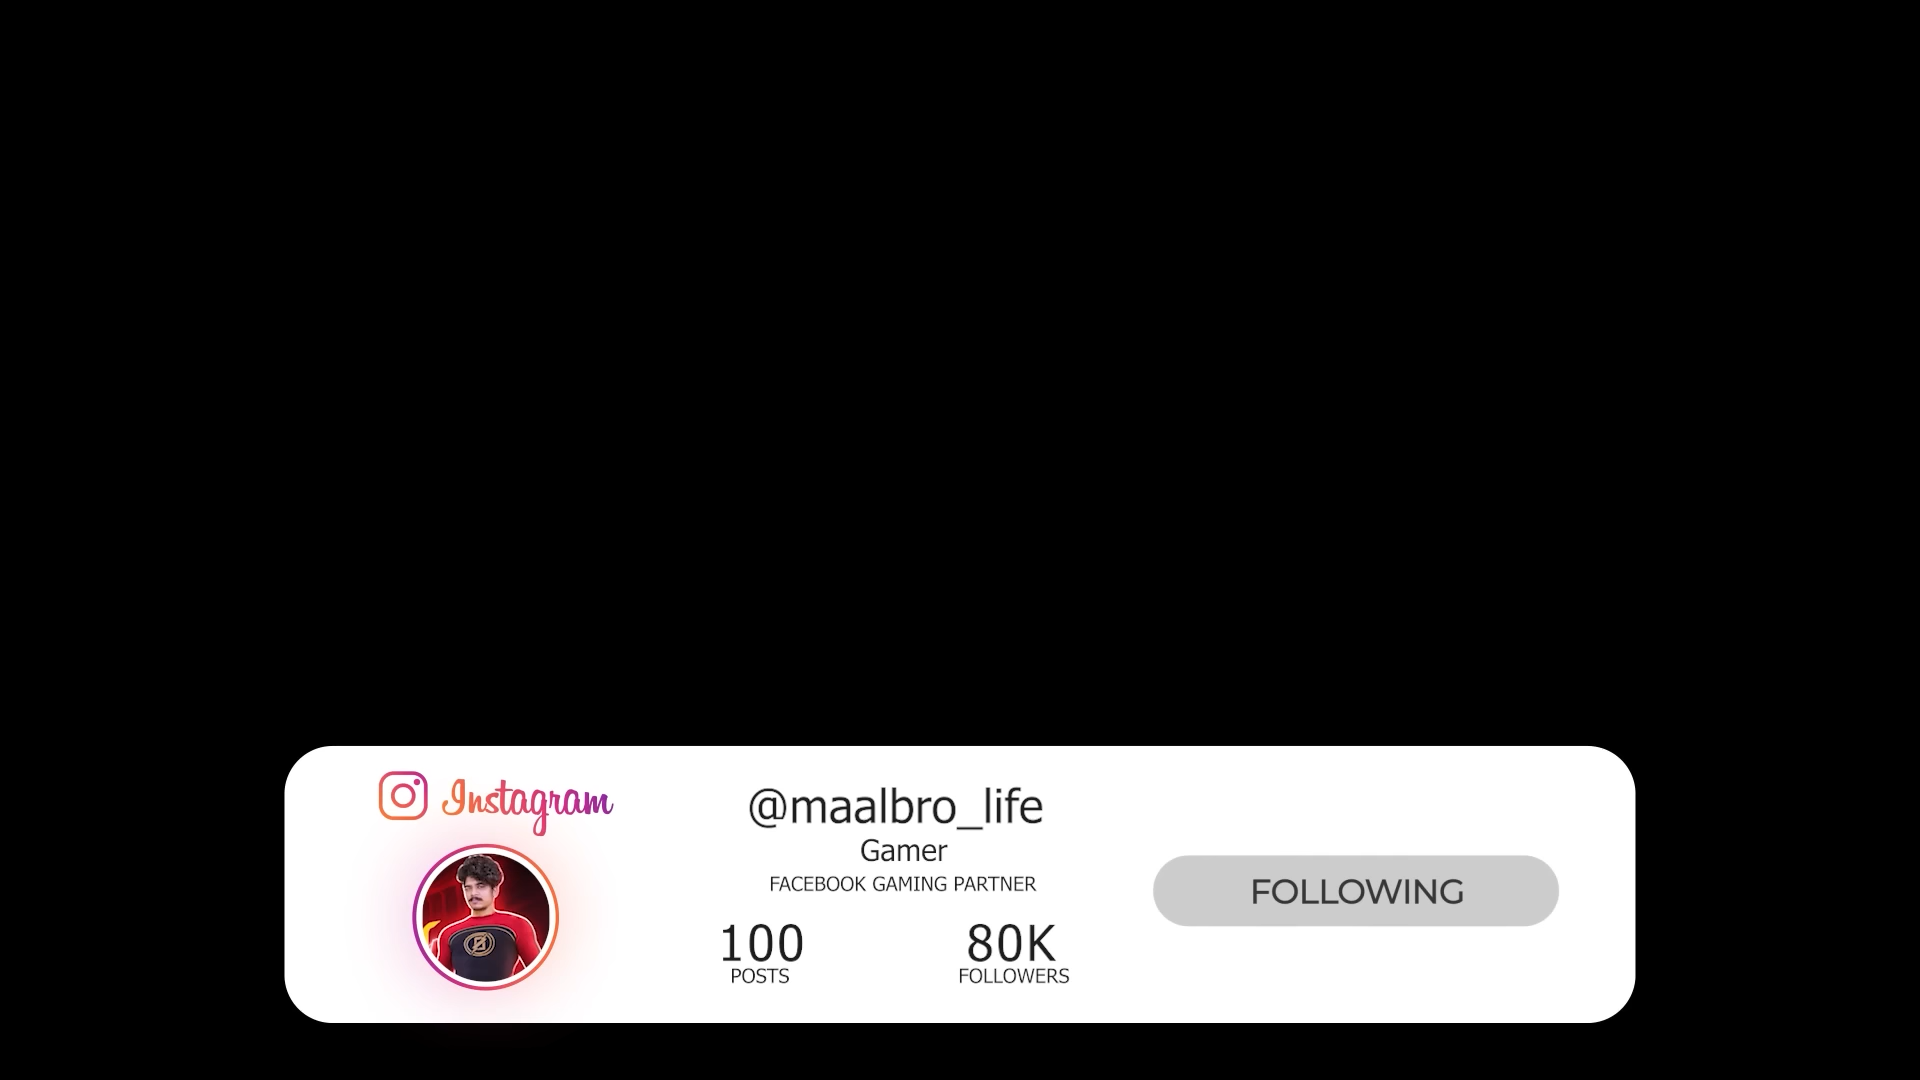 Instagram
@maalbro_life
Gamer
FACEBOOK GAMING PARTNER
100
POSTS
80K
FOLLOWERS
FOLLOWING